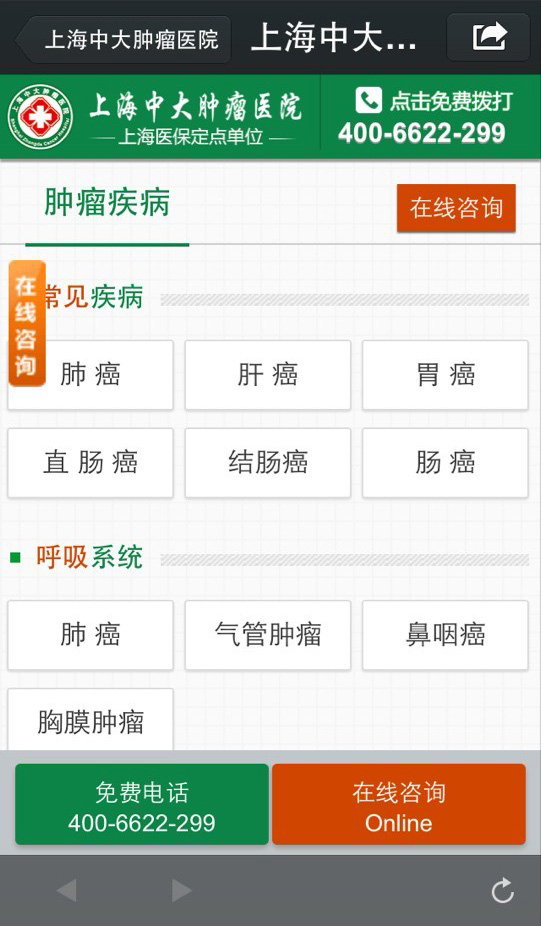 上海中大肿瘤医院
上海中大...
上海中大肿瘤医院
上海医保定点单位
点击免费拨打
400-6622-299
肿瘤疾病
在线咨询
在线咨询
常见疾病
肺 癌
肝 癌
胃 癌
直 肠 癌
结肠癌
肠 癌
呼吸系统
肺 癌
气管肿瘤
鼻咽癌
胸膜肿瘤
免费电话
400-6622-299
在线咨询
Online